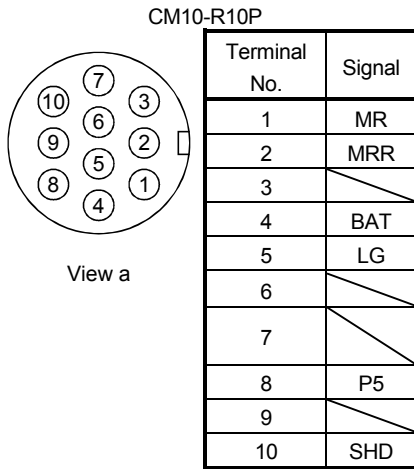 CM10-R10P
7
10 3
6
9 2
5
8 1
4
View a
Terminal No. Signal
1 MR
2 MRR
3
4 BAT
5 LG
6
7
8 P5
9
10 SHD